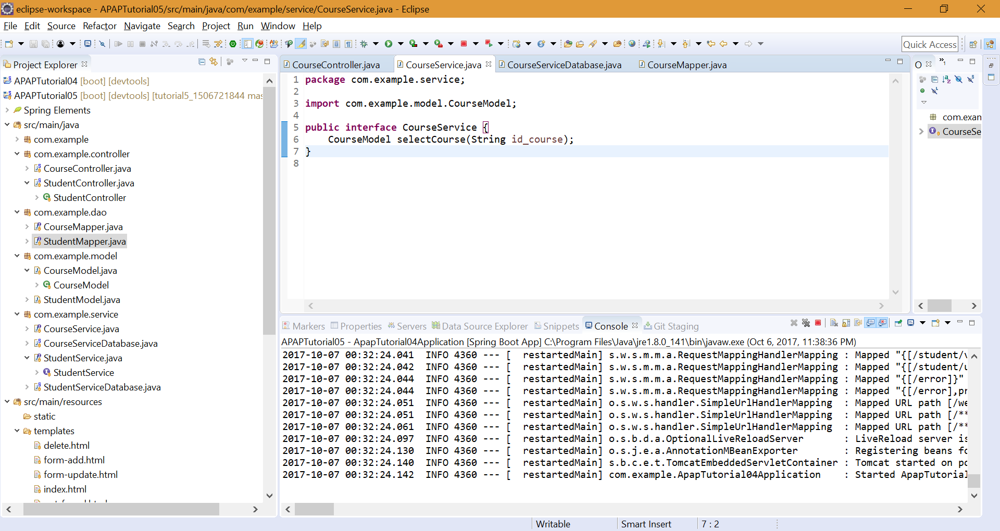 eclipse-workspace - APAPTutorial05/src/main/java/com/example/service/CourseService.java - Eclipse
File Edit Source Refactor Navigate Search Project Run Window Help
Quick Access
Project Explorer
APAPTutorial04 [boot] [devtools]
APAPTutorial05 [boot] [devtools] [tutorial5_1506721844 mas
Spring Elements
src/main/java
com.example
com.example.controller
CourseController.java
StudentController.java
StudentController
com.example.dao
CourseMapper.java
StudentMapper.java
com.example.model
CourseModel.java
CourseModel
StudentModel.java
com.example.service
CourseService.java
CourseServiceDatabase.java
StudentService.java
StudentService
StudentServiceDatabase.java
src/main/resources
static
templates
delete.html
form-add.html
form-update.html
index.html
CourseController.java CourseService.java CourseServiceDatabase.java CourseMapper.java
1 package com.example.service;
2
3 import com.example.model.CourseModel;
4
5 public interface CourseService {
6 CourseModel selectCourse(String id_course);
7 }
8
O
com.exan
CourseSe
Markers Properties Servers Data Source Explorer Snippets Console Git Staging
APAPTutorial05 - ApapTutorial04Application [Spring Boot App] C:\Program Files\Java\jre1.8.0_141\bin\javaw.exe (Oct 6, 2017, 11:38:36 PM)
2017-10-07 00:32:24.041 INFO 4360 --- [ restartedMain] s.w.s.m.m.a.RequestMappingHandlerMapping : Mapped "{[/student/v
2017-10-07 00:32:24.042 INFO 4360 --- [ restartedMain] s.w.s.m.m.a.RequestMappingHandlerMapping : Mapped "{[/student/u
2017-10-07 00:32:24.044 INFO 4360 --- [ restartedMain] s.w.s.m.m.a.RequestMappingHandlerMapping : Mapped "{[/error]}"
2017-10-07 00:32:24.044 INFO 4360 --- [ restartedMain] s.w.s.m.m.a.RequestMappingHandlerMapping : Mapped "{[/error],pr
2017-10-07 00:32:24.051 INFO 4360 --- [ restartedMain] o.s.w.s.handler.SimpleUrlHandlerMapping : Mapped URL path [/we
2017-10-07 00:32:24.051 INFO 4360 --- [ restartedMain] o.s.w.s.handler.SimpleUrlHandlerMapping : Mapped URL path [/**
2017-10-07 00:32:24.061 INFO 4360 --- [ restartedMain] o.s.w.s.handler.SimpleUrlHandlerMapping : Mapped URL path [/**
2017-10-07 00:32:24.097 INFO 4360 --- [ restartedMain] o.s.b.d.a.OptionalLiveReloadServer : LiveReload server is
2017-10-07 00:32:24.130 INFO 4360 --- [ restartedMain] o.s.j.e.a.AnnotationMBeanExporter : Registering beans fo
2017-10-07 00:32:24.140 INFO 4360 --- [ restartedMain] s.b.c.e.t.TomcatEmbeddedServletContainer : Tomcat started on po
2017-10-07 00:32:24.142 INFO 4360 --- [ restartedMain] com.example.ApapTutorial04Application : Started ApapTutorial
Writable Smart Insert 7 : 2